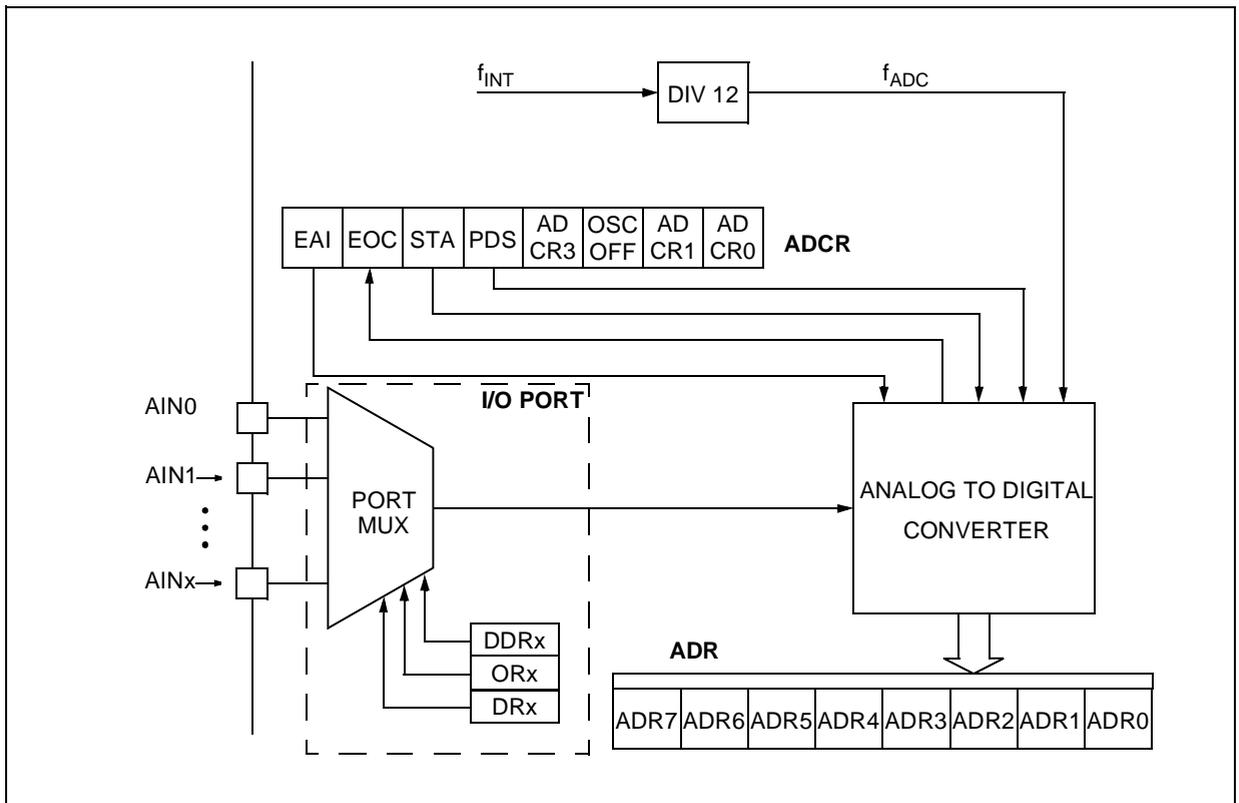 fINT
DIV 12
fADC
EAI EOC STA PDS AD CR3 OSC OFF AD CR1 AD CR0
ADCR
I/O PORT
AIN0
AIN1
AINx
PORT
MUX
ANALOG TO DIGITAL
CONVERTER
DDRx
ORx
DRx
ADR
ADR7 ADR6 ADR5 ADR4 ADR3 ADR2 ADR1 ADR0